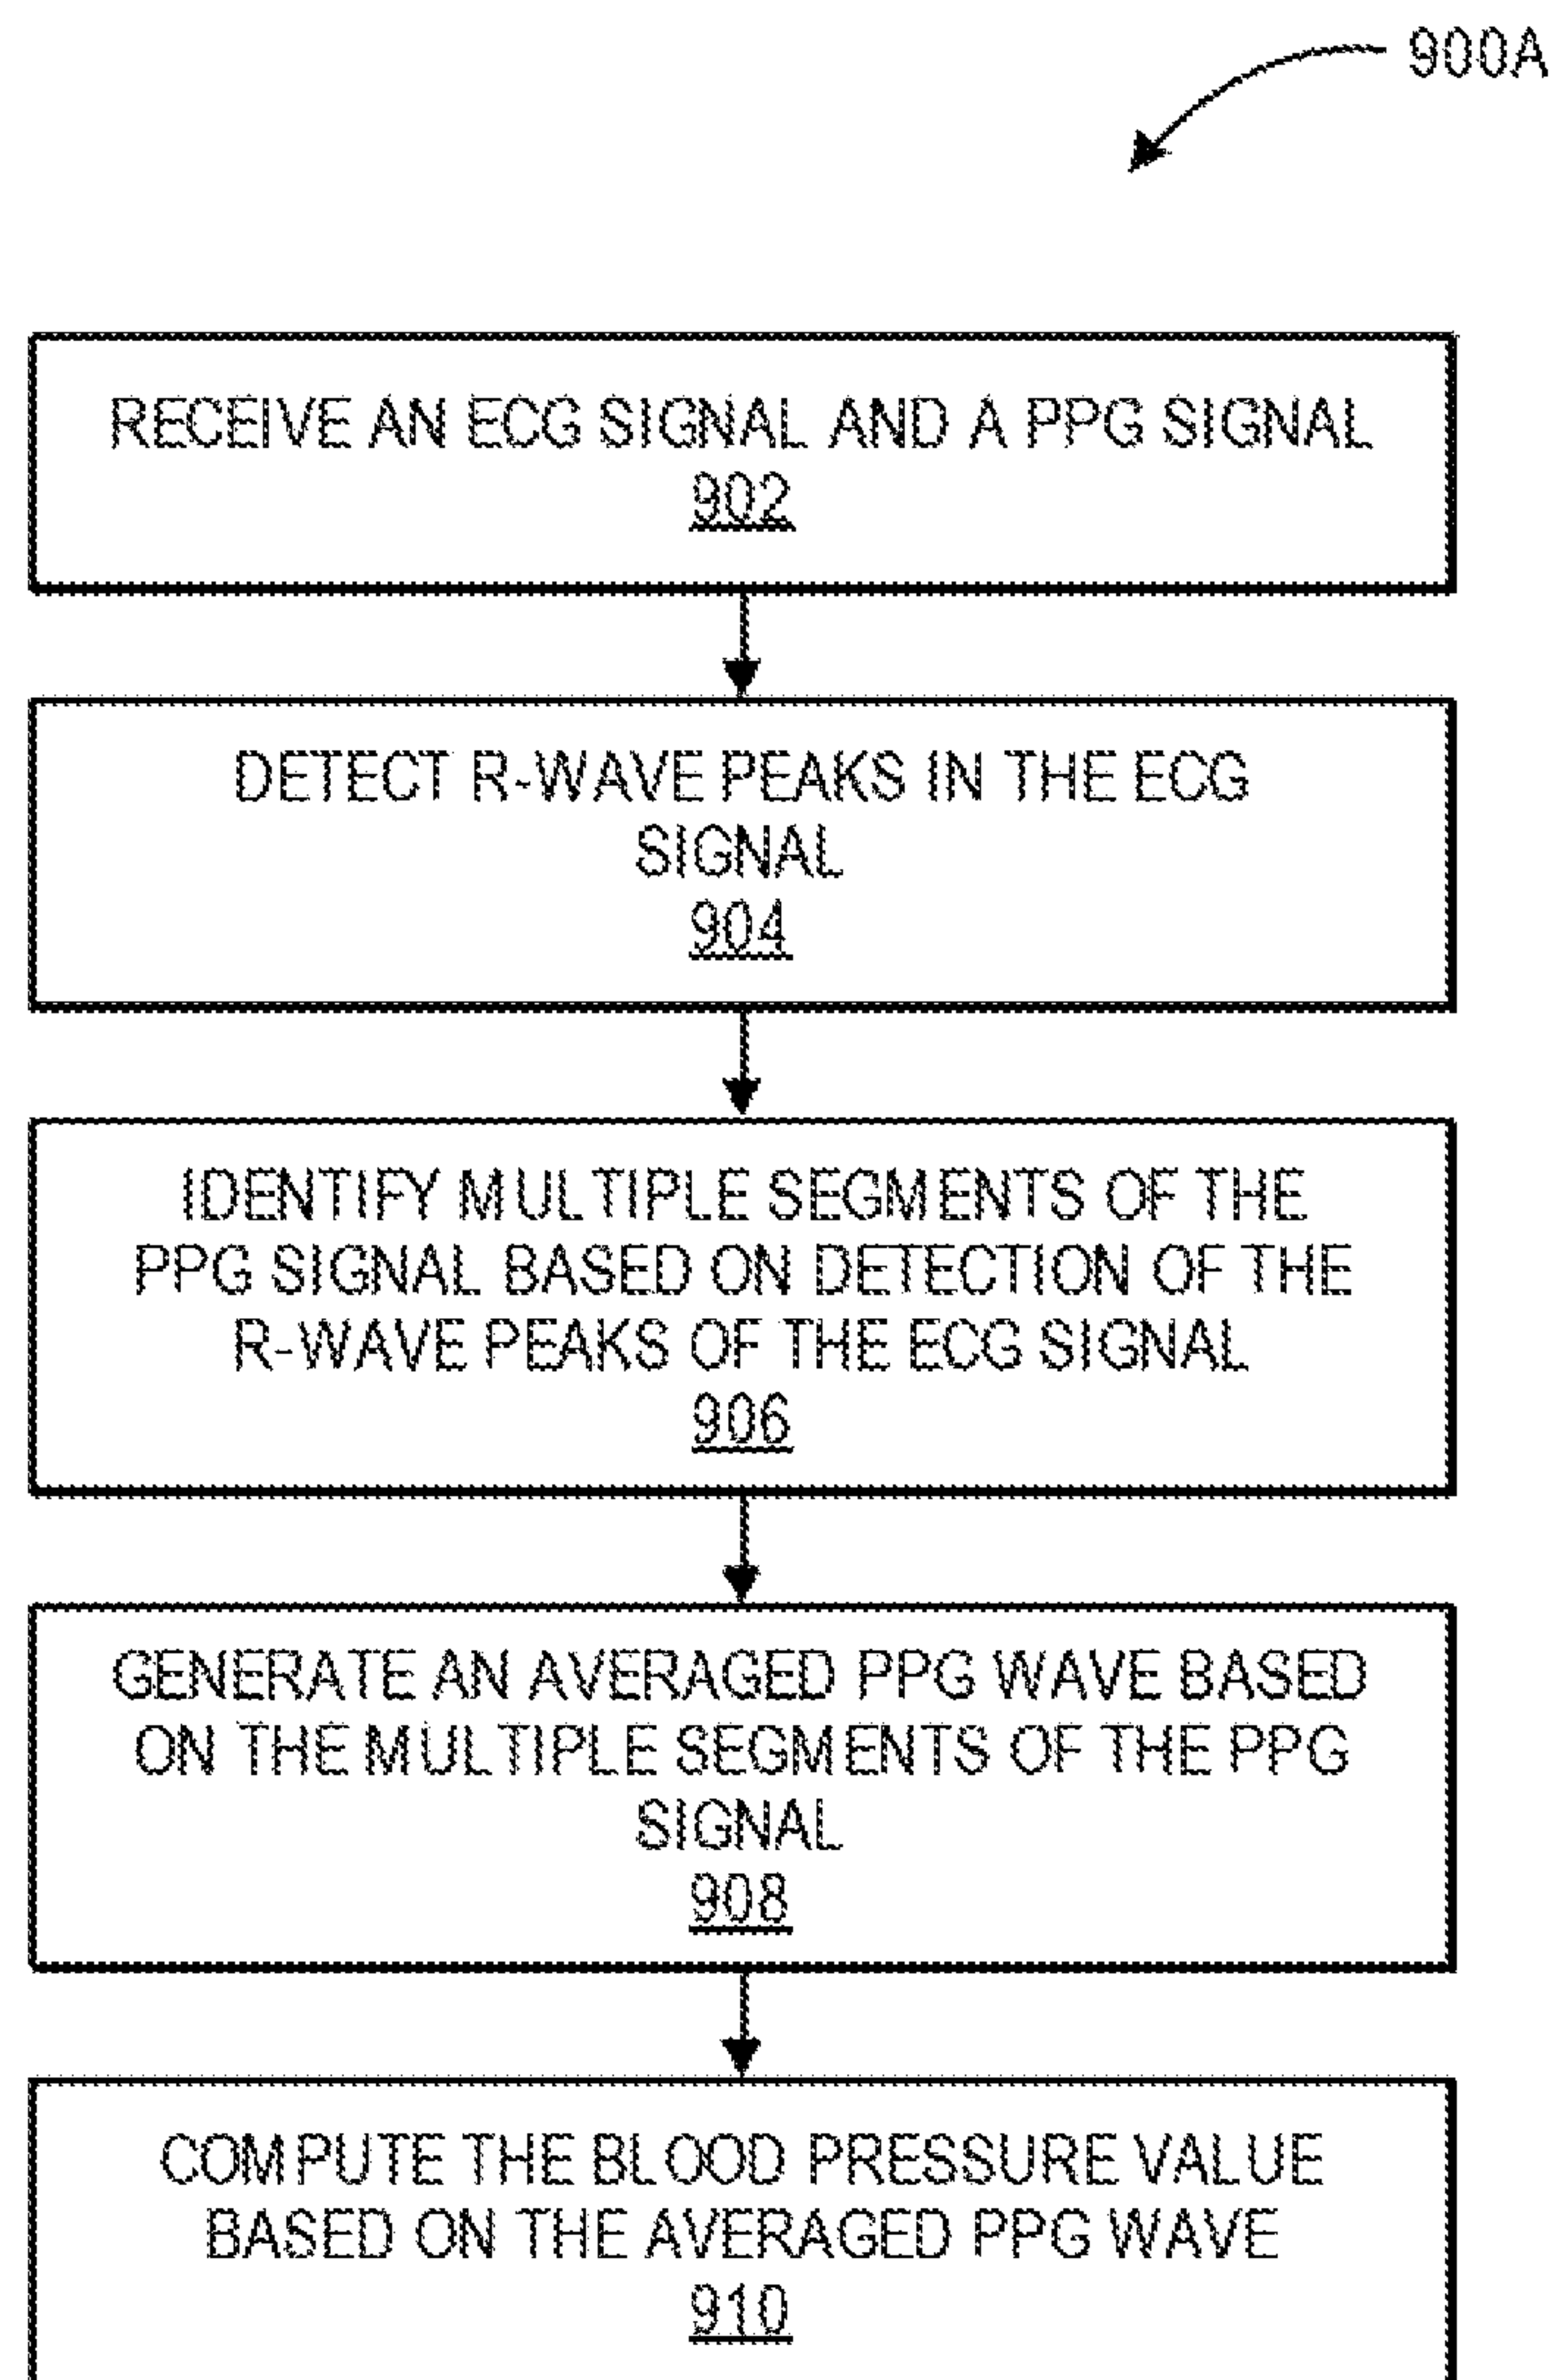 900A
RECEIVE AN ECG SIGNAL AND A PPG SIGNAL
902
DETECT R-WAVE PEAKS IN THE ECG
SIGNAL
904
IDENTIFY MULTIPLE SEGMENTS OF THE
PPG SIGNAL BASED ON DETECTION OF THE
R-WAVE PEAKS OF THE ECG SIGNAL
906
GENERATE AN AVERAGED PPG WAVE BASED
ON THE MULTIPLE SEGMENTS OF THE PPG
SIGNAL
908
COMPUTE THE BLOOD PRESSURE VALUE
BASED ON THE AVERAGED PPG WAVE
910